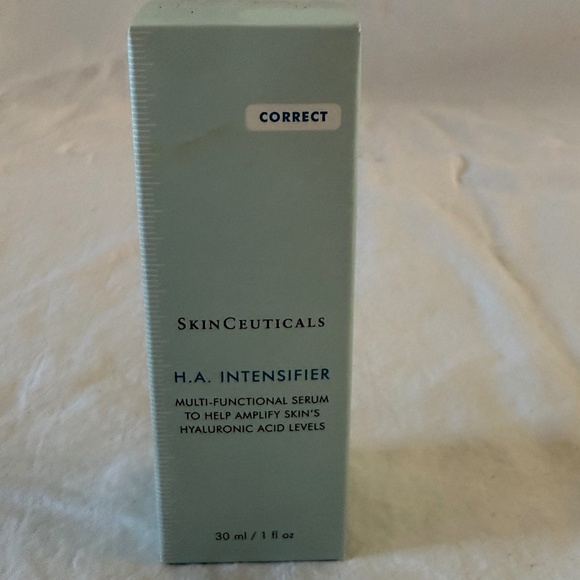 CORRECT
SKINCEUTICALS
H.A. INTENSIFIER
MULTI-FUNCTIONAL SERUM
TO HELP AMPLIFY SKIN'S
HYALURONIC ACID LEVELS
30 ml / 1 fl oz